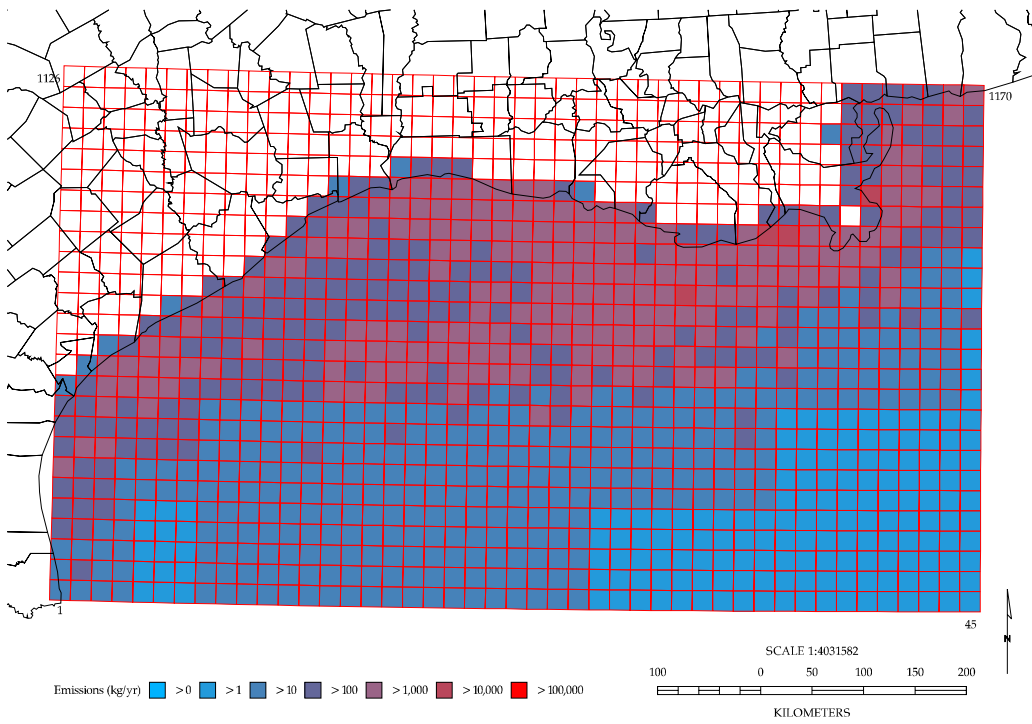 1126
1170
1
45
N
SCALE 1:4031582
Emissions (kg/yr) > 0 > 1 > 10 > 100 > 1,000 > 10,000 > 100,000
100 0 50 100 150 200
KILOMETERS